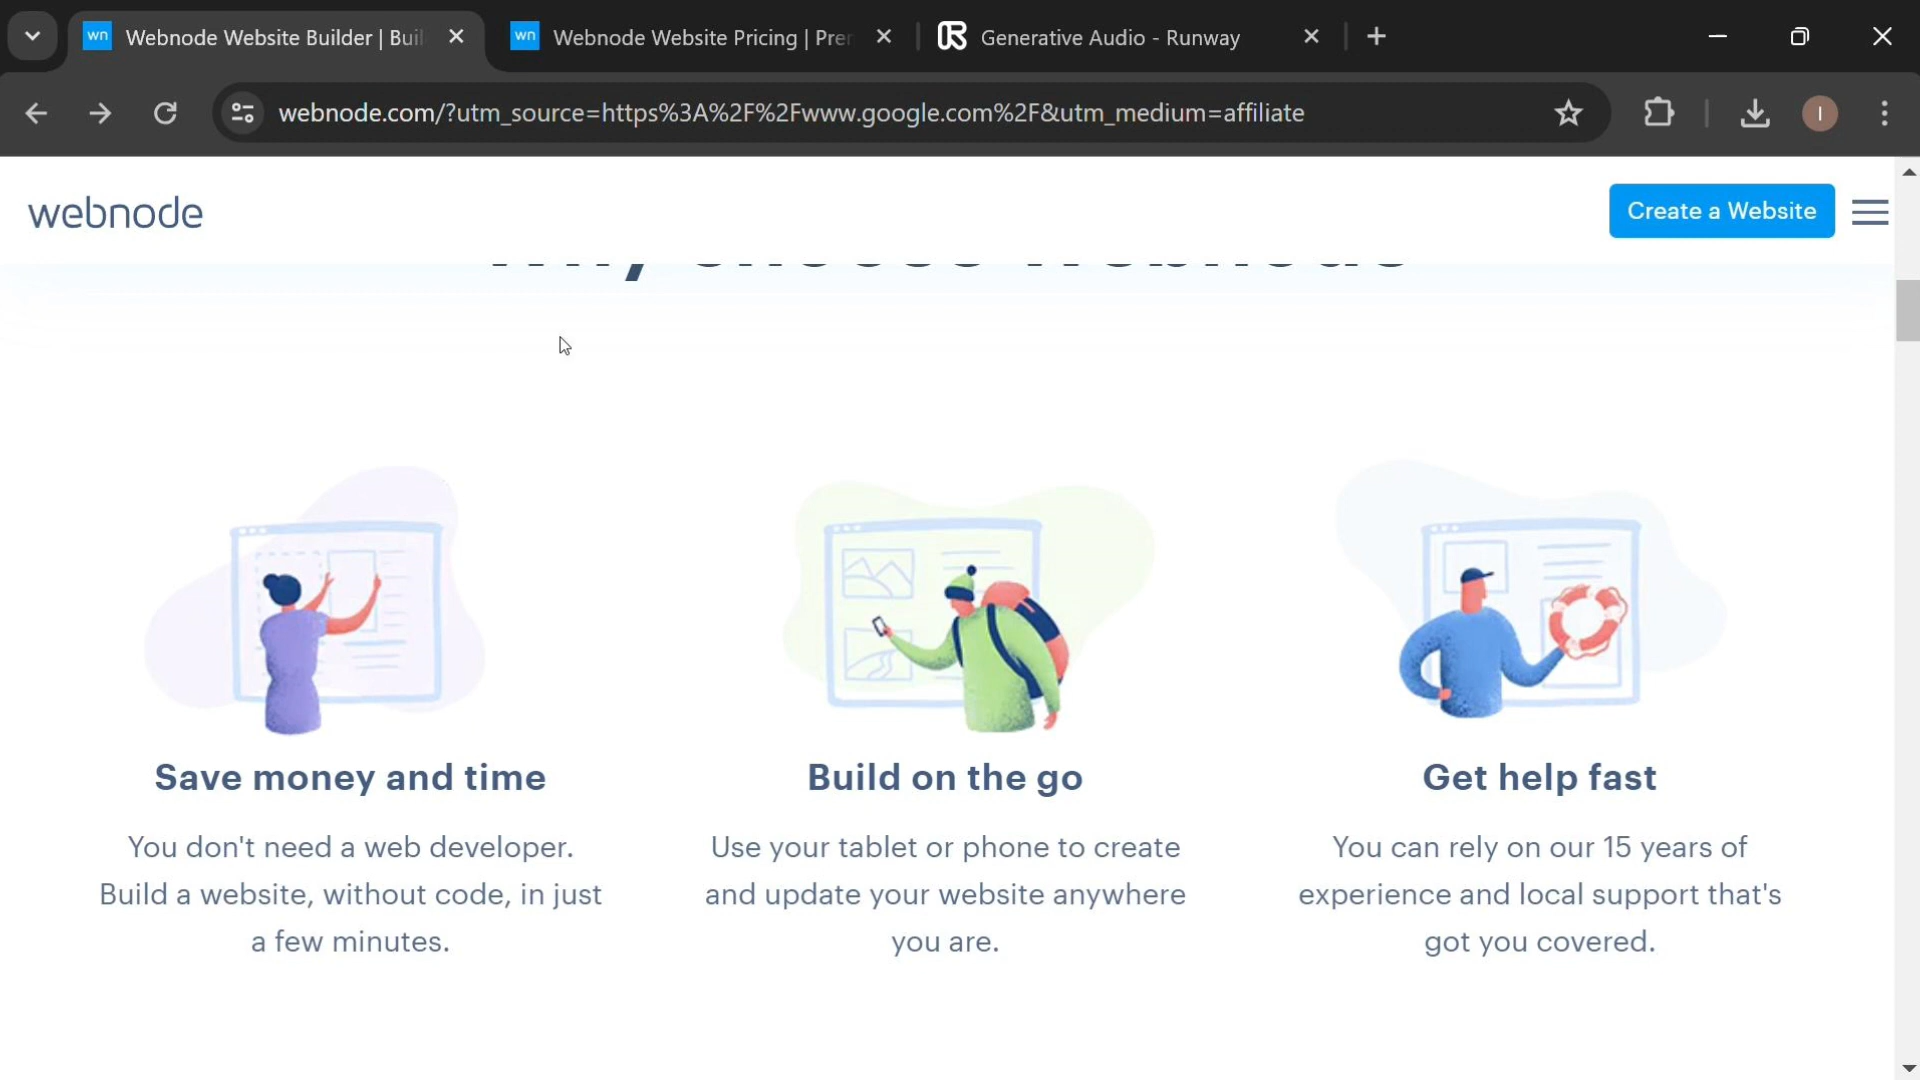 wn Webnode Website Builder | Buil
wn Webnode Website Pricing | Prer
Generative Audio - Runway
webnode.com/?utm_source=https%3A%2F%2Fwww.google.com%2F&utm_medium=affiliate
I
webnode
Create a Website
Save money and time
You don't need a web developer.
Build a website, without code, in just
a few minutes.
Build on the go
Use your tablet or phone to create
and update your website anywhere
you are.
Get help fast
You can rely on our 15 years of
experience and local support that's
got you covered.